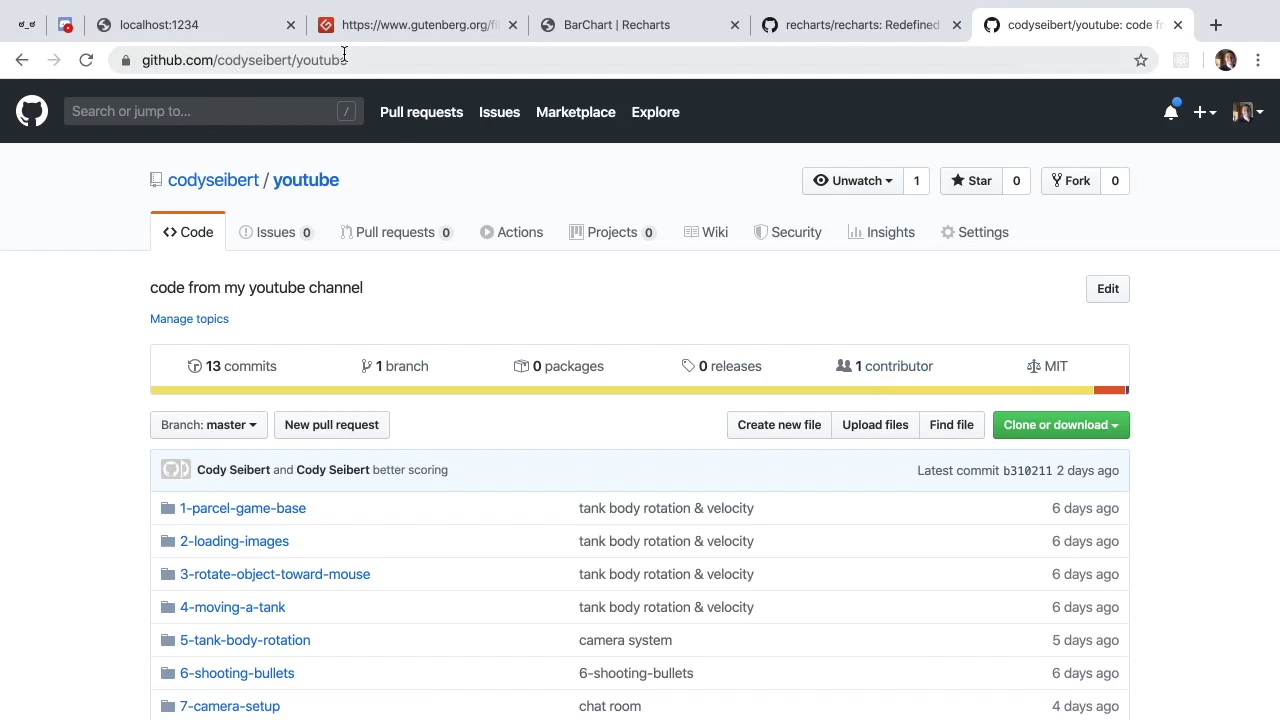 localhost:1234
https://www.gutenberg.org/fil
BarChart | Recharts
recharts/recharts: Redefined
codyseibert/youtube: code fr
github.com/codyseibert/youtube
Search or jump to...
/
Pull requests
Issues
Marketplace
Explore
codyseibert / youtube
Unwatch
1
Star
0
Fork
0
Code
Issues 0
Pull requests 0
Actions
Projects 0
Wiki
Security
Insights
Settings
code from my youtube channel
Edit
Manage topics
13 commits
1 branch
0 packages
0 releases
1 contributor
MIT
Branch: master
New pull request
Create new file
Upload files
Find file
Clone or download
Cody Seibert and Cody Seibert better scoring
Latest commit b310211 2 days ago
1-parcel-game-base
tank body rotation & velocity
6 days ago
2-loading-images
tank body rotation & velocity
6 days ago
3-rotate-object-toward-mouse
tank body rotation & velocity
6 days ago
4-moving-a-tank
tank body rotation & velocity
6 days ago
5-tank-body-rotation
camera system
5 days ago
6-shooting-bullets
6-shooting-bullets
6 days ago
7-camera-setup
chat room
4 days ago